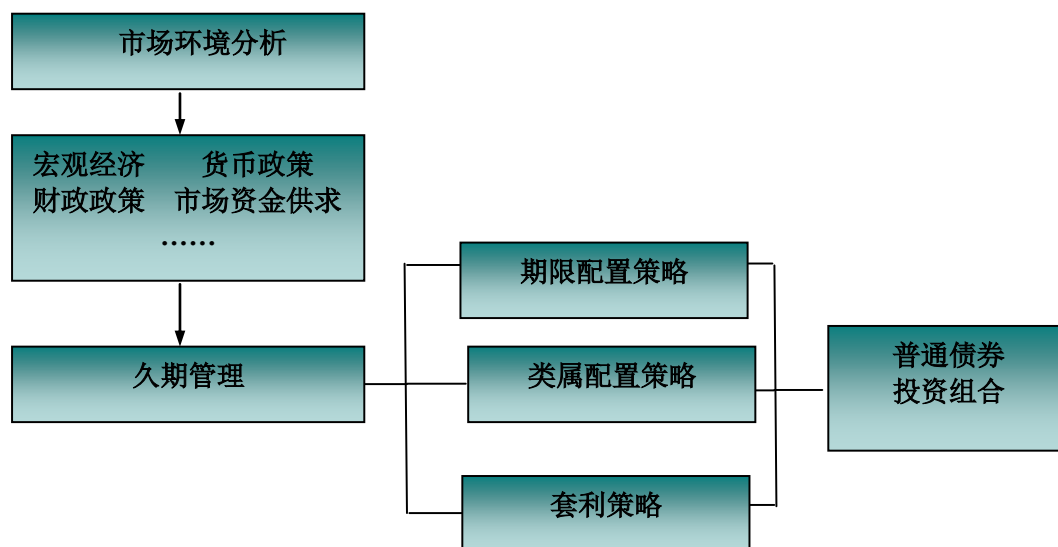 市场环境分析
宏观经济 货币政策
财政政策 市场资金供求
……
久期管理
期限配置策略
类属配置策略
套利策略
普通债券
投资组合